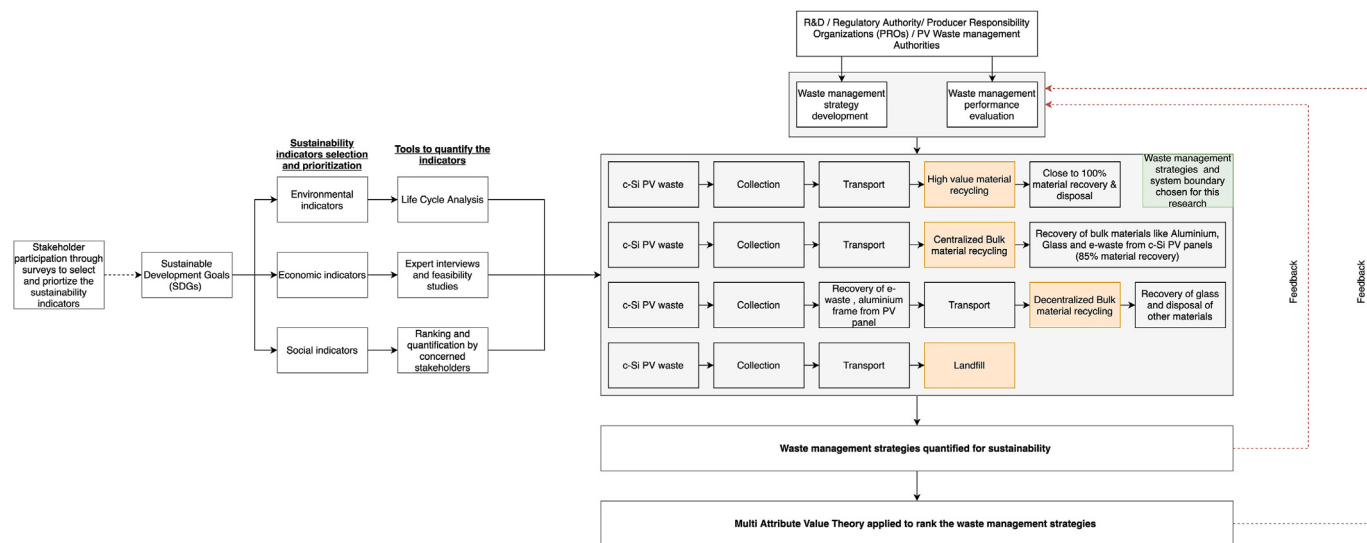 R&D / Regulatory Authority/ Producer Responsibility
Organizations (PROs) / PV Waste management
Authorities
Waste management
strategy
development
Waste management
performance
evaluation
Sustainability
indicators selection
and prioritization
Tools to quantify the
indicators
Stakeholder
participation through
surveys to select
and priortize the
sustainability
indicators
Sustainable
Development Goals
(SDGs)
Environmental
indicators
Life Cycle Analysis
Economic indicators
Expert interviews
and feasibility
studies
Social indicators
Ranking and
quantification by
concerned
stakeholders
c-Si PV waste
Collection
Transport
High value material
recycling
Close to 100%
material recovery &
disposal
Waste management
strategies and
system boundary
chosen for this
research
c-Si PV waste
Collection
Transport
Centralized Bulk
material recycling
Recovery of bulk materials like Aluminium,
Glass and e-waste from c-Si PV panels
(85% material recovery)
c-Si PV waste
Collection
Recovery of e-
waste , aluminium
frame from PV
panel
Transport
Decentralized Bulk
material recycling
Recovery of glass
and disposal of
other materials
c-Si PV waste
Collection
Transport
Landfill
Waste management strategies quantified for sustainability
Multi Attribute Value Theory applied to rank the waste management strategies
Feedback
Feedback